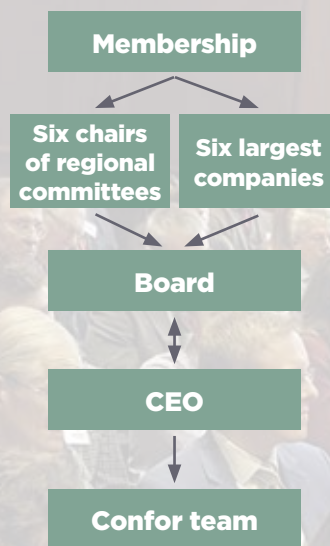 Membership
Six chairs
of regional
committees
Six largest
companies
Board
CEO
Confor team